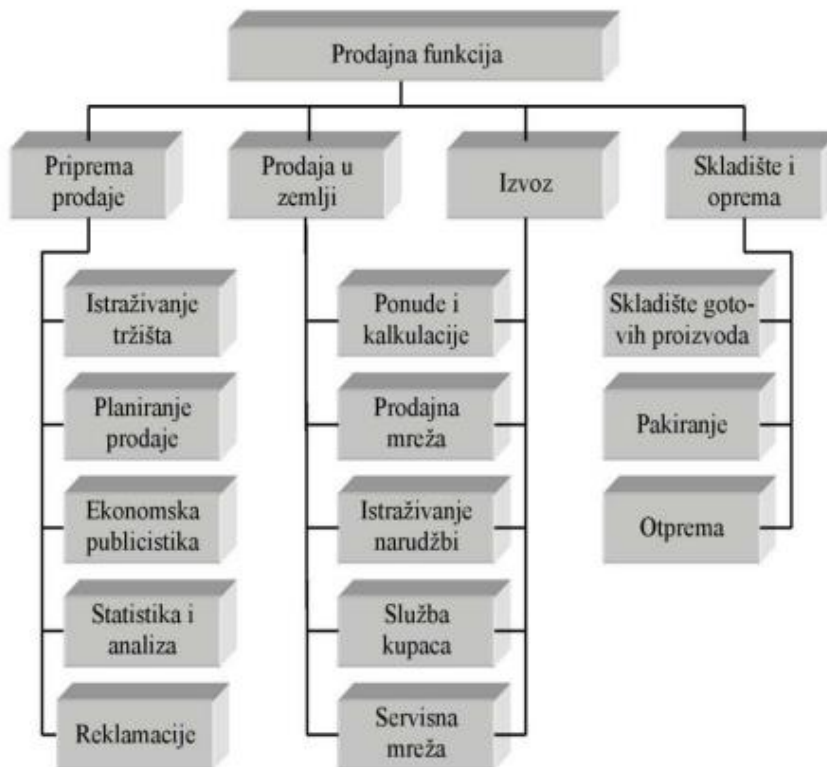 Prodajna funkcija
Priprema
prodaje
Prodaja u
zemlji
Izvoz
Skladište i
oprema
Istraživanje
tržišta
Planiranje
prodaje
Ekonomska
publicistika
Statistika i
analiza
Reklamacije
Ponude i
kalkulacije
Prodajna
mreža
Istraživanje
narudžbi
Služba
kupaca
Servisna
mreža
Skladište goto-
vih proizvoda
Pakiranje
Otprema